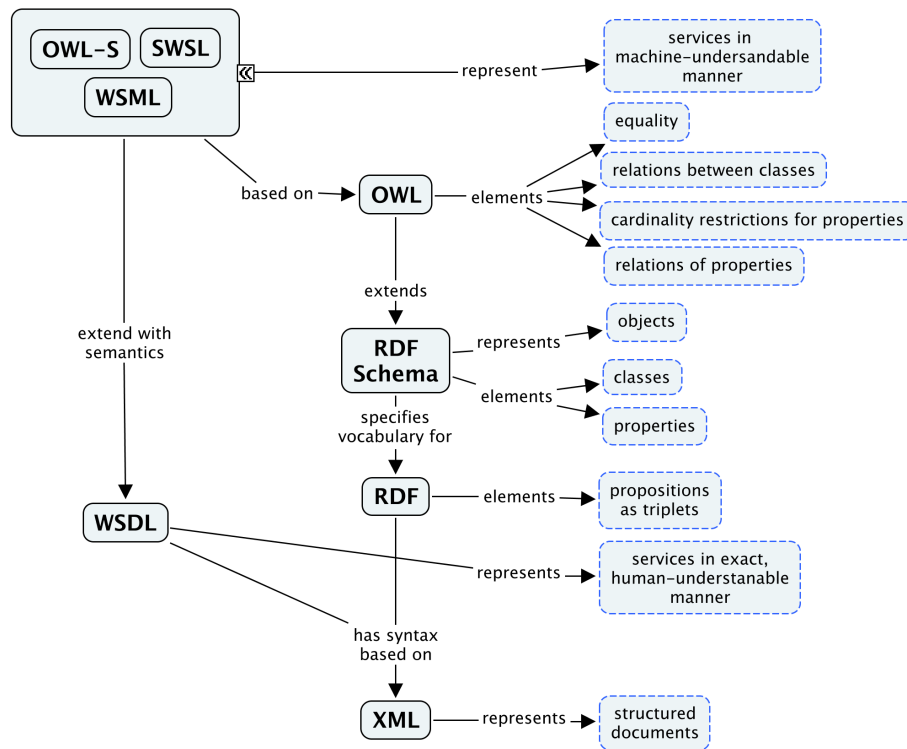 OWL-S
SWSL
WSML
represent
services in
machine-undersandable
manner
equality
relations between classes
based on
OWL
elements
cardinality restrictions for properties
relations of properties
extends
objects
extend with
semantics
RDF
Schema
represents
elements
classes
properties
specifies
vocabulary for
RDF
elements
propositions
as triplets
WSDL
represents
services in exact,
human-understanable
manner
has syntax
based on
XML
represents
structured
documents